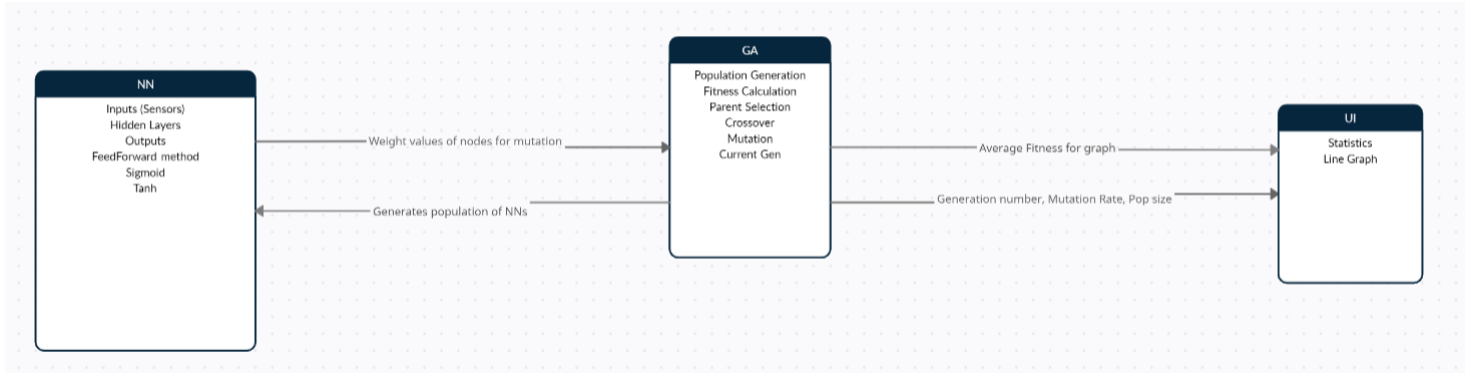 NN
Inputs (Sensors)
Hidden Layers
Outputs
FeedForward method
Sigmoid
Tanh
Weight values of nodes for mutation
Generates population of NNs
GA
Population Generation
Fitness Calculation
Parent Selection
Crossover
Mutation
Current Gen
Average Fitness for graph
Generation number, Mutation Rate, Pop size
UI
Statistics
Line Graph